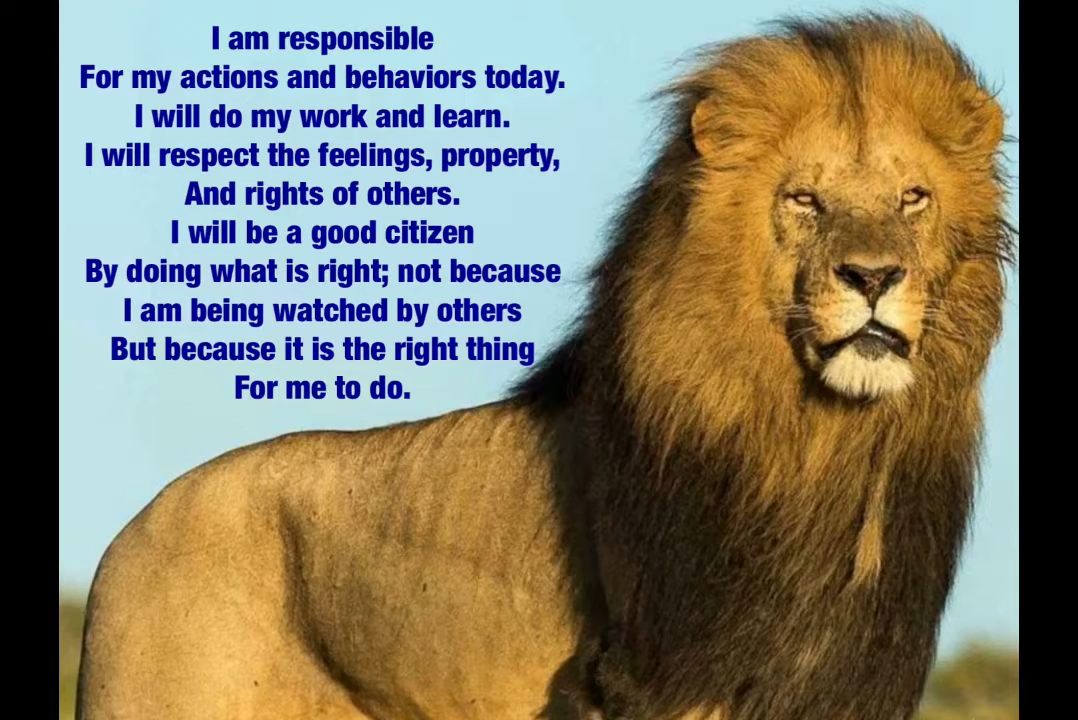 I am responsible
For my actions and behaviors today.
I will do my work and learn.
I will respect the feelings, property,
And rights of others.
I will be a good citizen
By doing what is right; not because
I am being watched by others
But because it is the right thing
For me to do.